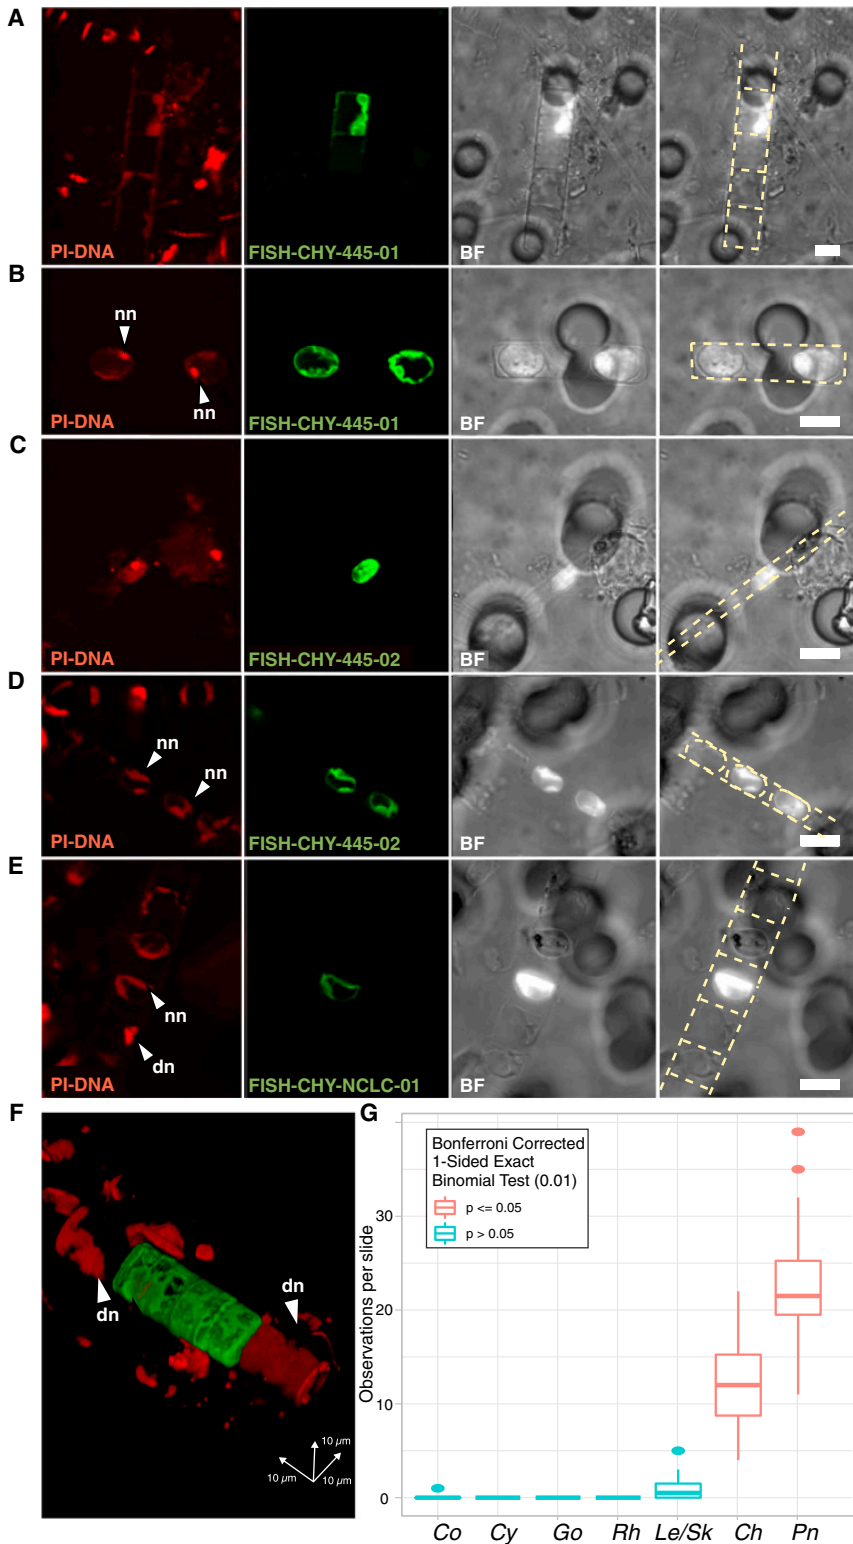 A
PI-DNA
FISH-CHY-445-01
BF
B
nn
nn
PI-DNA
FISH-CHY-445-01
BF
C
PI-DNA
FISH-CHY-445-02
BF
D
nn
nn
PI-DNA
FISH-CHY-445-02
BF
E
nn
dn
PI-DNA
FISH-CHY-NCLC-01
BF
F
dn
dn
10 µm
10 µm
10 µm
G
Bonferroni Corrected
1-Sided Exact
Binomial Test (0.01)
p <= 0.05
p > 0.05
Observations per slide
30
20
10
0
Co Cy Go Rh Le/Sk Ch Pn